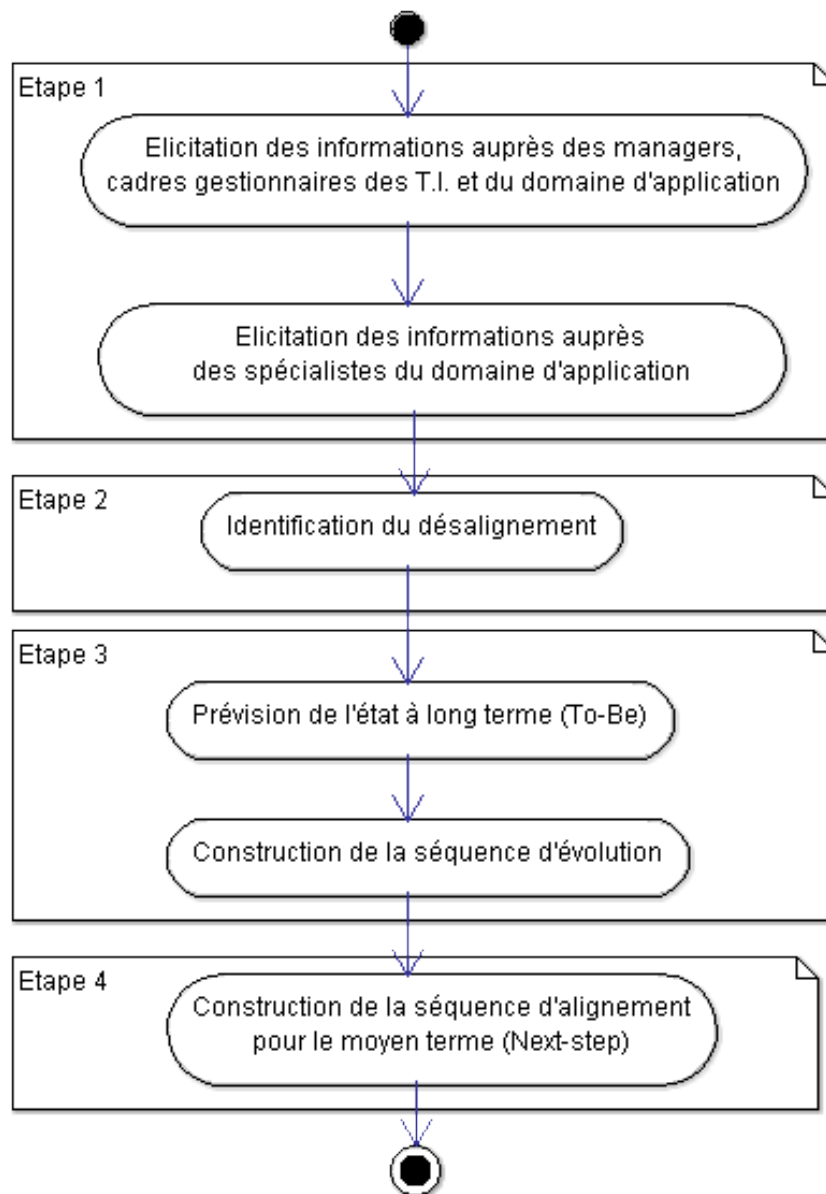 Etape 1
Elicitation des informations auprès des managers,
cadres gestionnaires des T.I. et du domaine d'application
Elicitation des informations auprès
des spécialistes du domaine d'application
Etape 2
Identification du désalignement
Etape 3
Prévision de l'état à long terme (To-Be)
Construction de la séquence d'évolution
Etape 4
Construction de la séquence d'alignement
pour le moyen terme (Next-step)